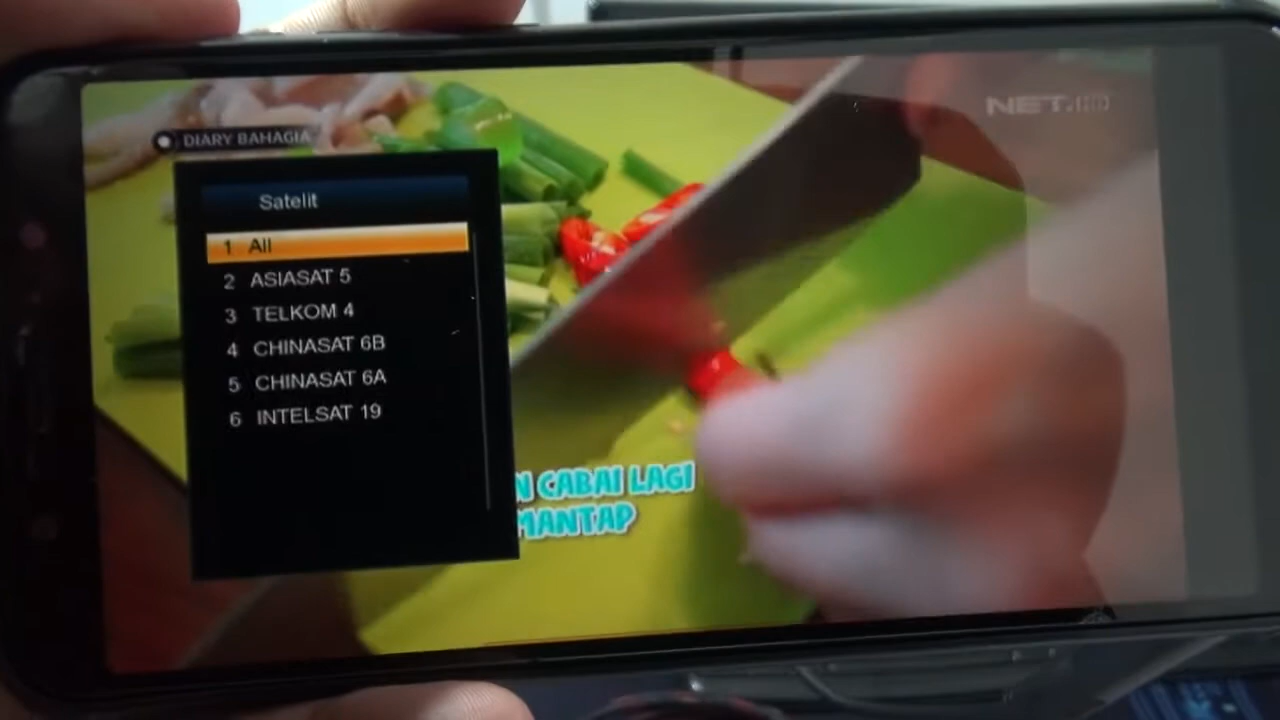 NET.HD
DIARY BAHAGIA
Satelit
1 All
2 ASIASAT 5
3 TELKOM 4
4 CHINASAT 6B
5 CHINASAT 6A
6 INTELSAT 19
N CABAI LAGI
MANTAP